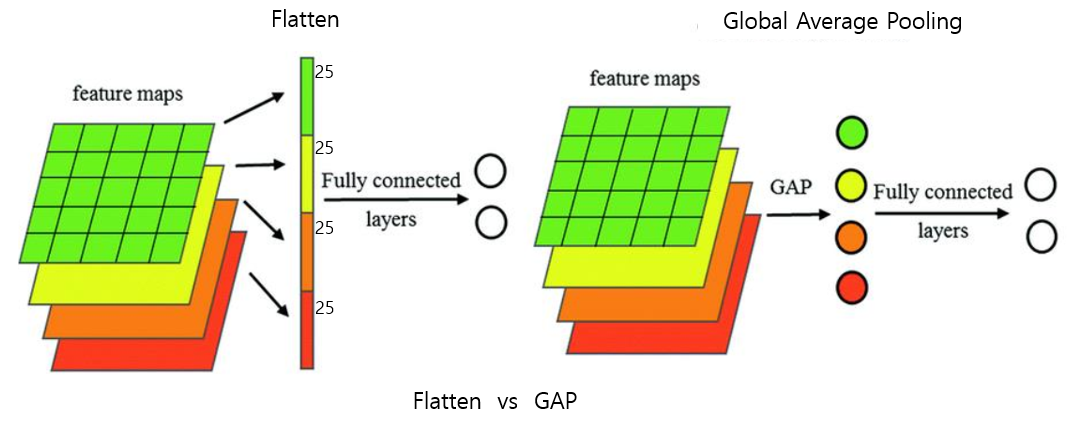 Flatten
feature maps
25
25
25
25
Fully connected
layers
Global Average Pooling
feature maps
GAP
Fully connected
layers
Flatten vs GAP